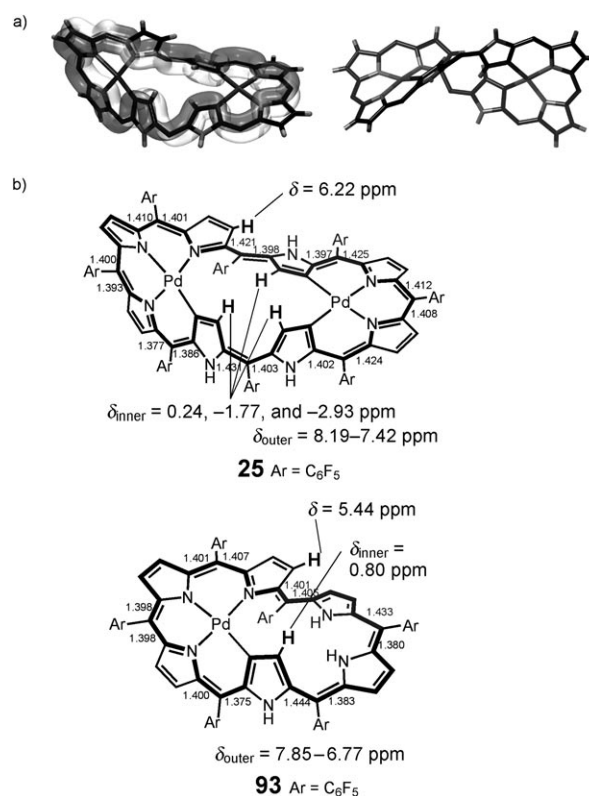 a)
b)
δ = 6.22 ppm
Ar
1.410
1.401
H
H
N
Ar
1.421
1.398
1.397
1.425
1.400
N
N
Ar
H
1.412
Ar
1.393
Pd
H
H
Pd
N
Ar
N
N
1.408
1.377
1.386
Ar
N
H
1.431
1.403
Ar
N
H
1.402
1.424
Ar
δinner = 0.24, −1.77, and −2.93 ppm
δouter = 8.19–7.42 ppm
25 Ar = C6F5
δ = 5.44 ppm
Ar
1.401
1.407
H
δinner =
0.80 ppm
1.398
N
N
1.401
1.405
1.433
Ar
Ar
H
HN
Ar
1.398
Pd
HN
1.380
N
1.400
1.375
Ar
N
H
1.444
1.383
Ar
δouter = 7.85–6.77 ppm
93 Ar = C6F5